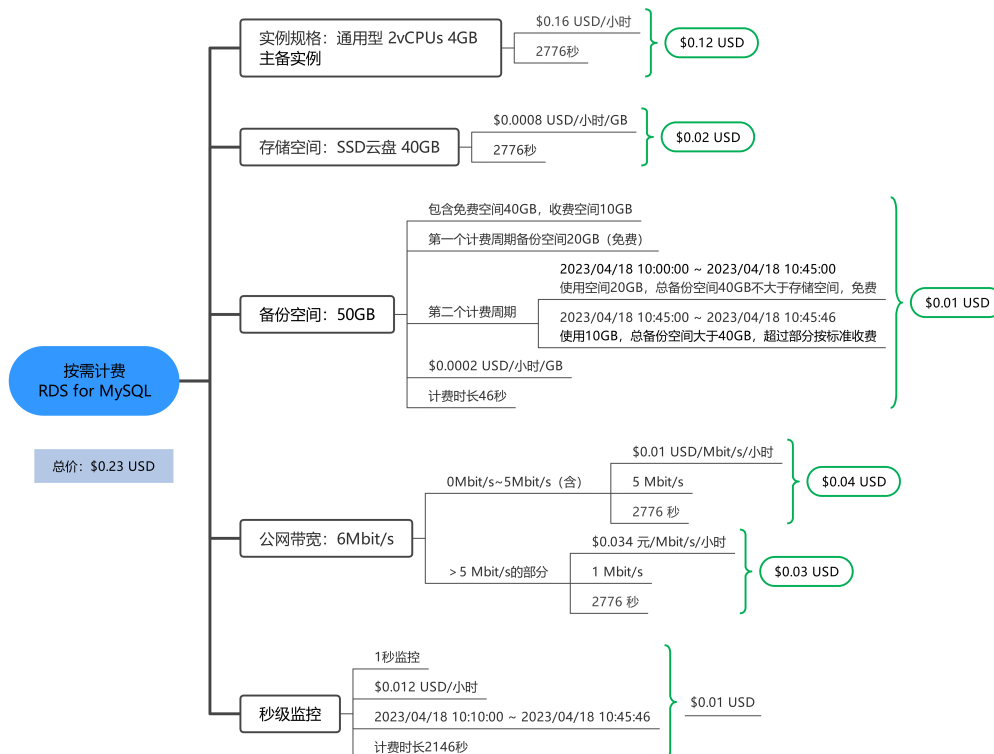 按需计费
RDS for MySQL
总价：$0.23 USD
实例规格：通用型 2vCPUs 4GB
主备实例
$0.16 USD/小时
2776秒
$0.12 USD
存储空间：SSD云盘 40GB
$0.0008 USD/小时/GB
2776秒
$0.02 USD
备份空间：50GB
包含免费空间40GB，收费空间10GB
第一个计费周期备份空间20GB（免费）
第二个计费周期
2023/04/18 10:00:00 ~ 2023/04/18 10:45:00
使用空间20GB，总备份空间40GB不大于存储空间，免费
2023/04/18 10:45:00 ~ 2023/04/18 10:45:46
使用10GB，总备份空间大于40GB，超过部分按标准收费
$0.0002 USD/小时/GB
计费时长46秒
$0.01 USD
公网带宽：6Mbit/s
0Mbit/s~5Mbit/s（含）
$0.01 USD/Mbit/s/小时
5 Mbit/s
2776 秒
$0.04 USD
＞5 Mbit/s的部分
$0.034 元/Mbit/s/小时
1 Mbit/s
2776 秒
$0.03 USD
秒级监控
1秒监控
$0.012 USD/小时
2023/04/18 10:10:00 ~ 2023/04/18 10:45:46
计费时长2146秒
$0.01 USD